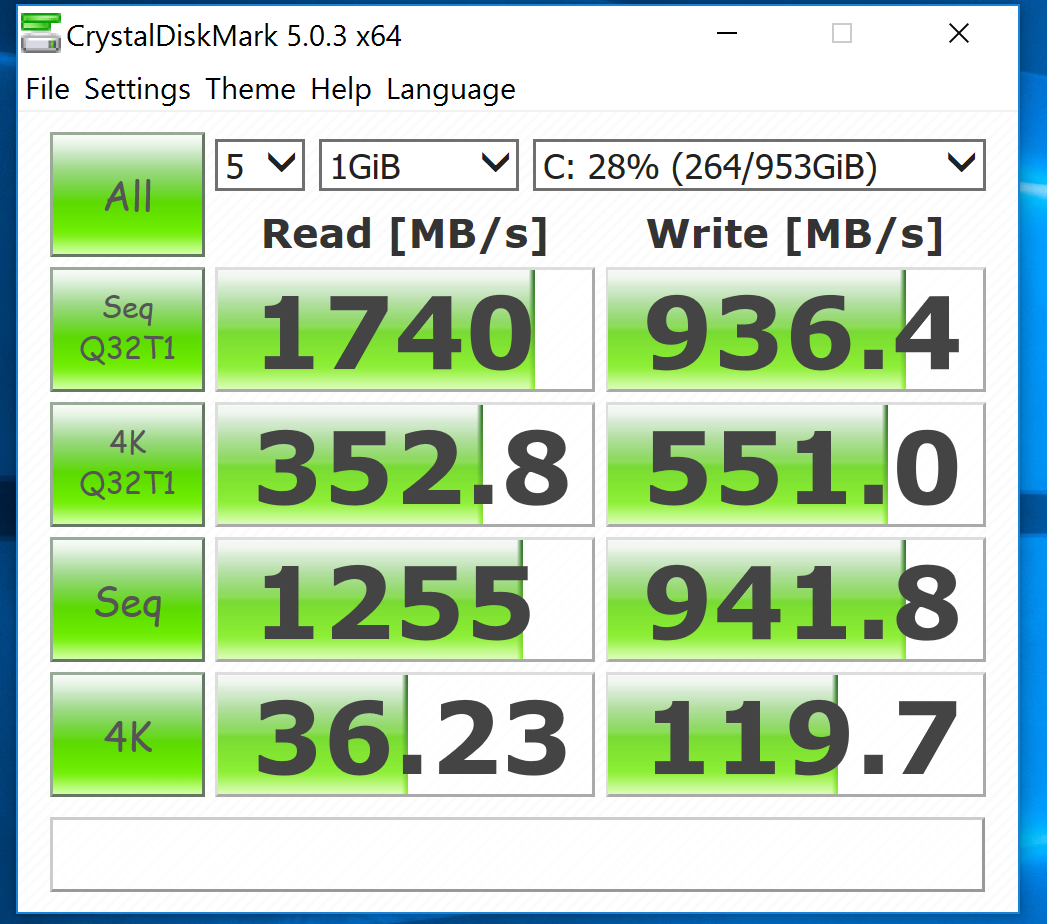 CrystalDiskMark 5.0.3 x64
File Settings Theme Help Language
All 5 1GiB C: 28% (264/953GiB)
Read [MB/s] Write [MB/s]
Seq
Q32T1
1740 936.4
4K
Q32T1
352.8 551.0
Seq 1255 941.8
4K 36.23 119.7